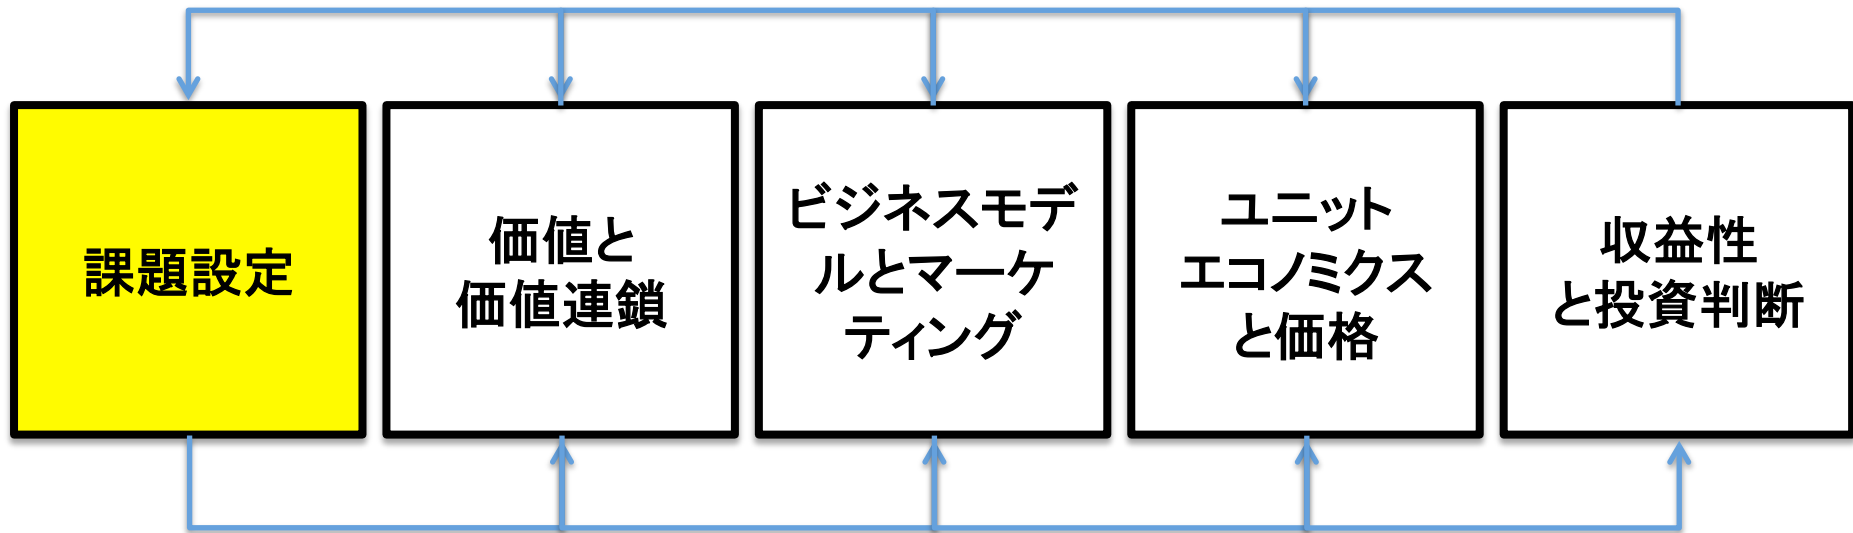 課題設定
価値と
価値連鎖
ビジネスモデ
ルとマーケ
ティング
ユニット
エコノミクス
と価格
収益性
と投資判断